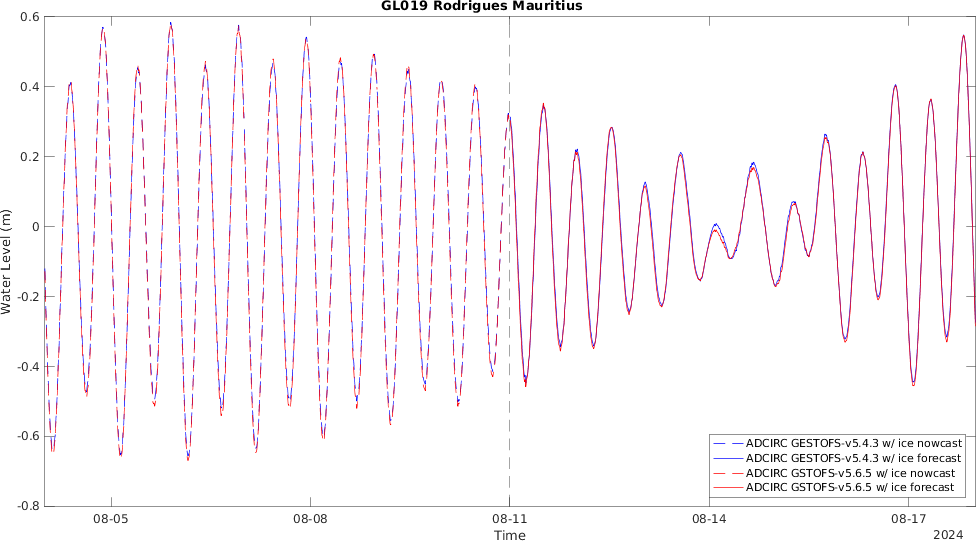 GL019 Rodrigues Mauritius
0.6
0.4
0.2
0
-0.2
-0.4
-0.6
-0.8
Water Level (m)
ADCIRC GESTOFS-v5.4.3 w/ ice nowcast
ADCIRC GESTOFS-v5.4.3 w/ ice forecast
ADCIRC GSTOFS-v5.6.5 w/ ice nowcast
ADCIRC GSTOFS-v5.6.5 w/ ice forecast
08-05 08-08 08-11 08-14 08-17
Time
2024